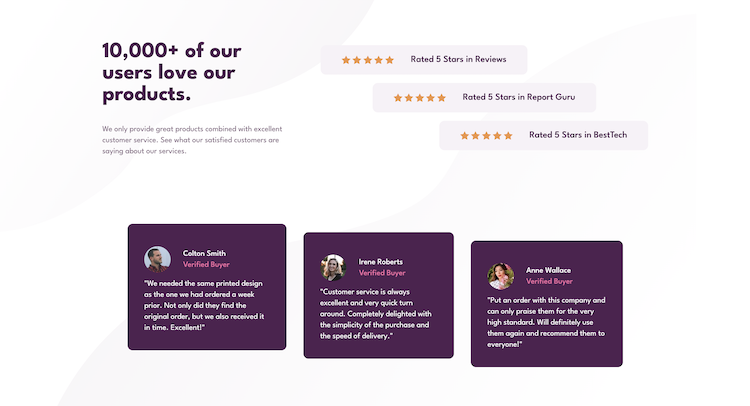 10,000+ of our
users love our
products.
We only provide great products combined with excellent
customer service. See what our satisfied customers are
saying about our services.
Rated 5 Stars in Reviews
Rated 5 Stars in Report Guru
Rated 5 Stars in BestTech
Colton Smith
Verified Buyer
"We needed the same printed design
as the one we had ordered a week
prior. Not only did they find the
original order, but we also received it
in time. Excellent!"
Irene Roberts
Verified Buyer
"Customer service is always
excellent and very quick turn
around. Completely delighted with
the simplicity of the purchase and
the speed of delivery."
Anne Wallace
Verified Buyer
"Put an order with this company and
can only praise them for the very
high standard. Will definitely use
them again and recommend them to
everyone!"